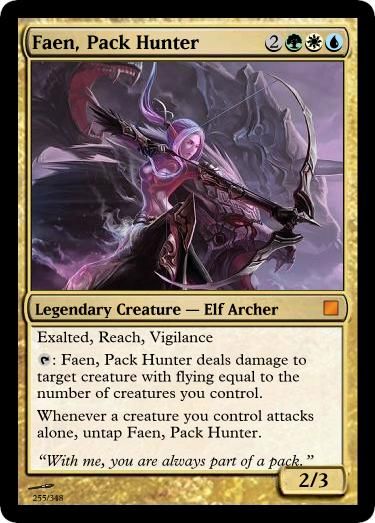 Faen, Pack Hunter 2
Legendary Creature — Elf Archer
Exalted, Reach, Vigilance
: Faen, Pack Hunter deals damage to
target creature with flying equal to the
number of creatures you control.
Whenever a creature you control attacks
alone, untap Faen, Pack Hunter.
“With me, you are always part of a pack.”
2/3
255/348